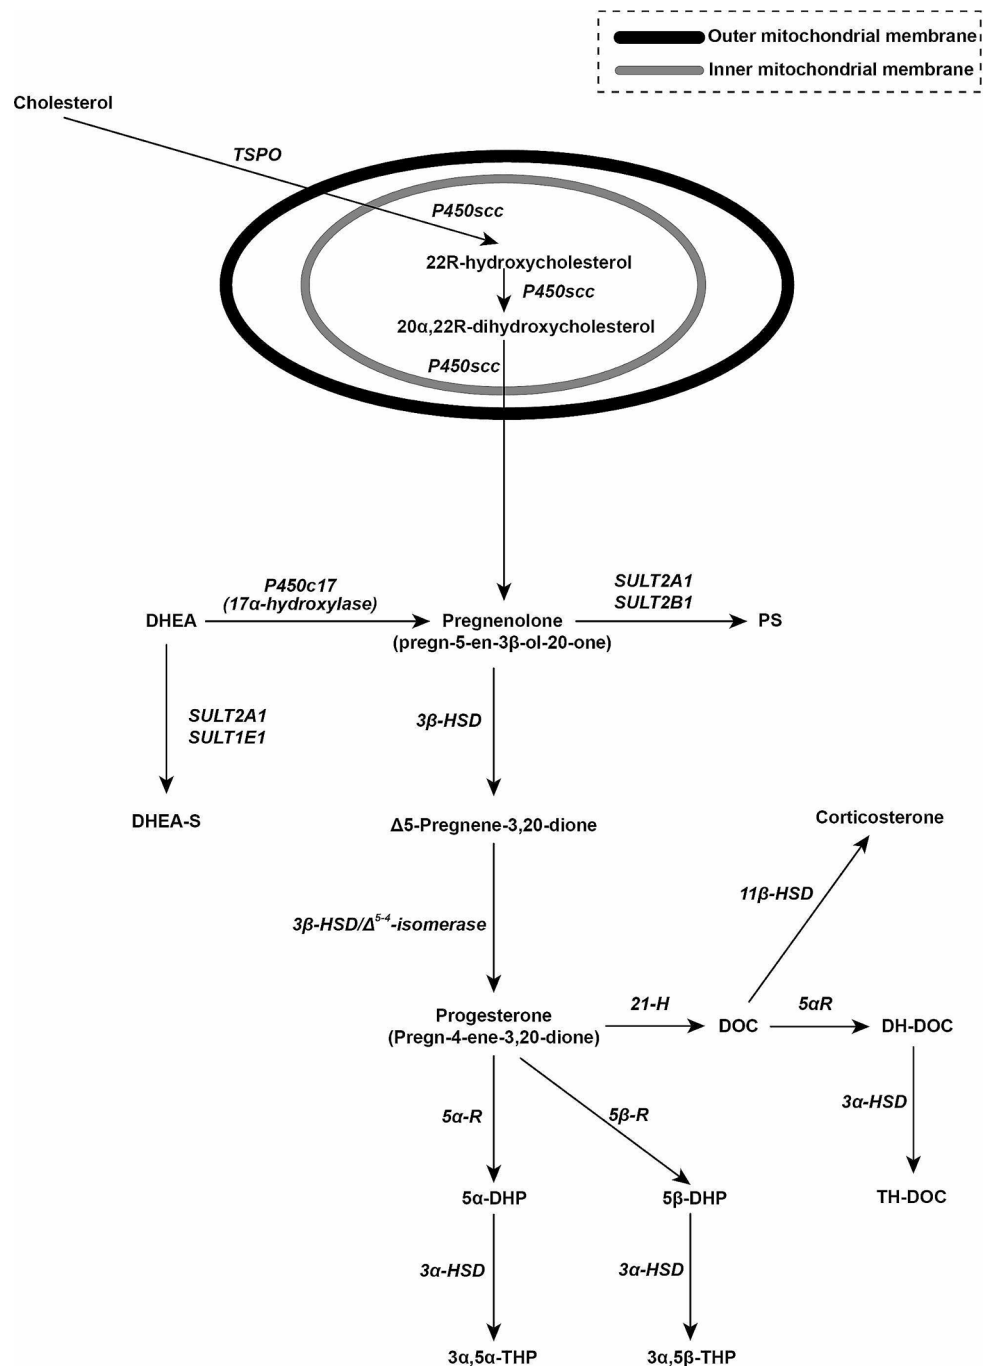 Outer mitochondrial membrane
Inner mitochondrial membrane
Cholesterol
TSPO
P450scc
22R-hydroxycholesterol
P450scc
20α,22R-dihydroxycholesterol
P450scc
P450c17
(17α-hydroxylase)
SULT2A1
SULT2B1
DHEA
Pregnenolone
(pregn-5-en-3β-ol-20-one)
PS
SULT2A1
SULT1E1
3β-HSD
DHEA-S
Δ5-Pregnene-3,20-dione
Corticosterone
11β-HSD
3β-HSD/Δ⁵⁻⁴-isomerase
Progesterone
(Pregn-4-ene-3,20-dione)
21-H
DOC
5αR
DH-DOC
5α-R
5β-R
3α-HSD
5α-DHP
5β-DHP
TH-DOC
3α-HSD
3α-HSD
3α,5α-THP
3α,5β-THP